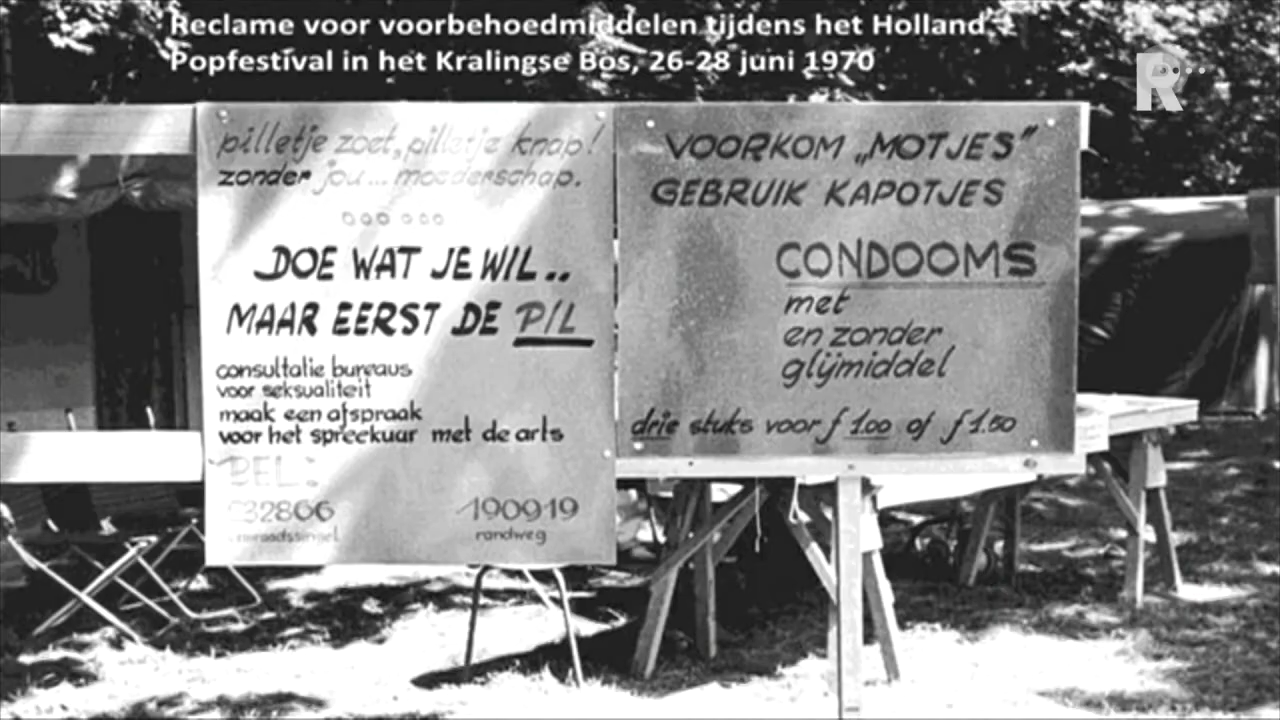 Reclame voor voorbehoedmiddelen tijdens het Holland
Popfestival in het Kralingse Bos, 26-28 juni 1970
R
pilletje zoet, pilletje knap!
zonder jou... moederschap.
DOE WAT JE WIL..
MAAR EERST DE PIL
consultatie bureaus
voor seksualiteit
maak een afspraak
voor het spreekuur met de arts
BEL:
132866 190919
randweg
VOORKOM „MOTJES”
GEBRUIK KAPOTJES
CONDOOMS
met
en zonder
glijmiddel
drie stuks voor f 1.00 of f 1.50